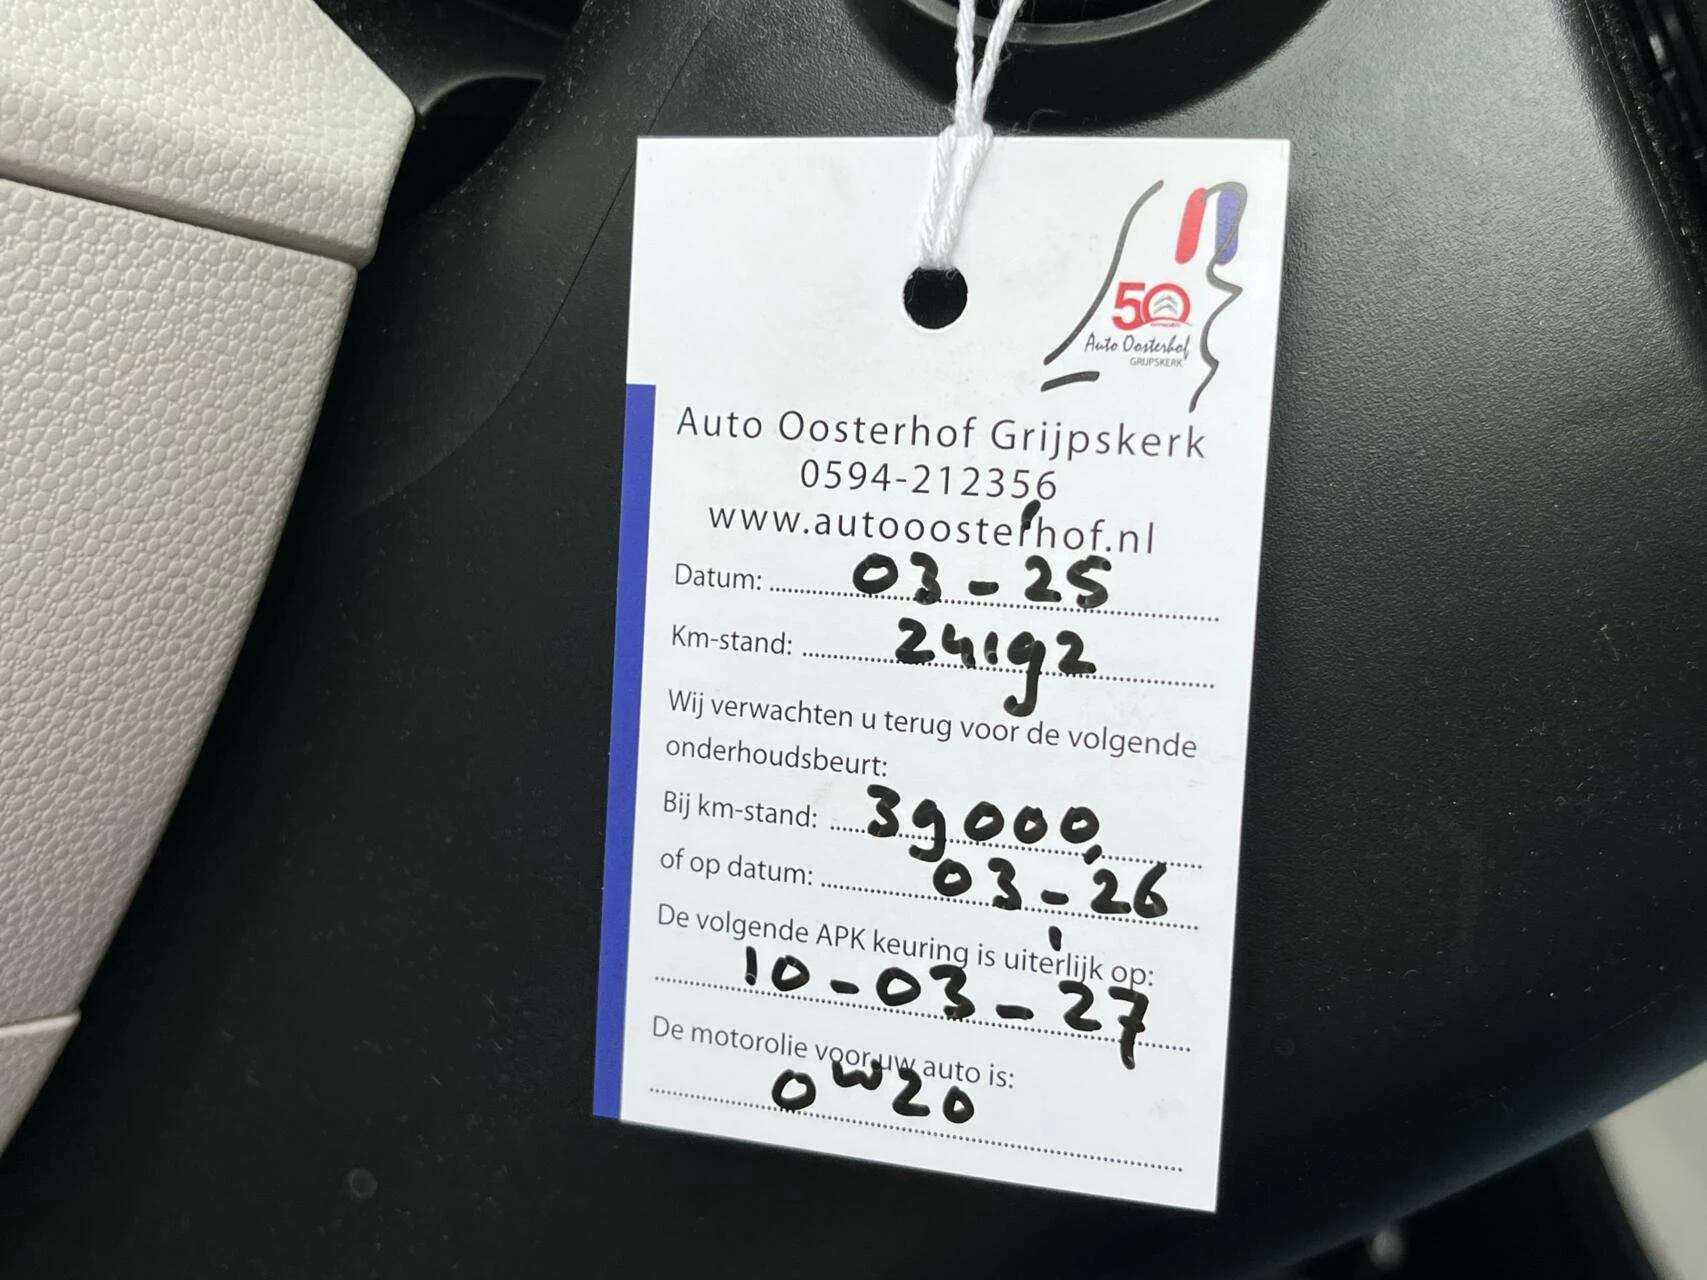 50
Auto Oosterhof
GRIJPSKERK
Auto Oosterhof Grijpskerk
0594-212356
www.autooosterhof.nl
Datum: 03-25
Km-stand: 24192
Wij verwachten u terug voor de volgende
onderhoudsbeurt:
Bij km-stand: 39000,
of op datum: 03-26
De volgende APK keuring is uiterlijk op:
10-03-27
De motorolie voor uw auto is:
0W20